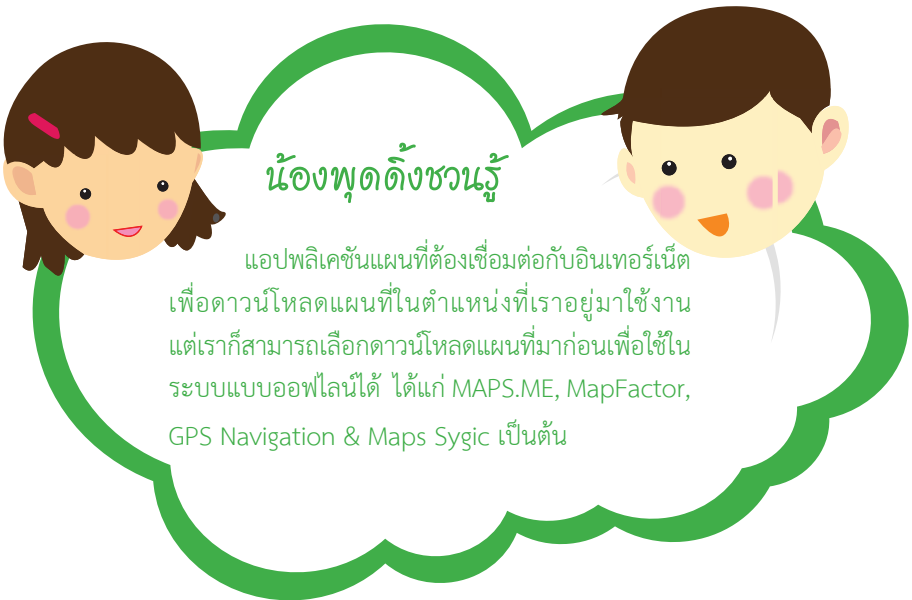 น้องพุดดิ้งชวนรู้
แอปพลิเคชันแผนที่ต้องเชื่อมต่อกับอินเทอร์เน็ต
เพื่อดาวน์โหลดแผนที่ในตำแหน่งที่เราอยู่มาใช้งาน
แต่เราก็สามารถเลือกดาวน์โหลดแผนที่มาก่อนเพื่อใช้ใน
ระบบแบบออฟไลน์ได้ ได้แก่ MAPS.ME, MapFactor,
GPS Navigation & Maps Sygic เป็นต้น